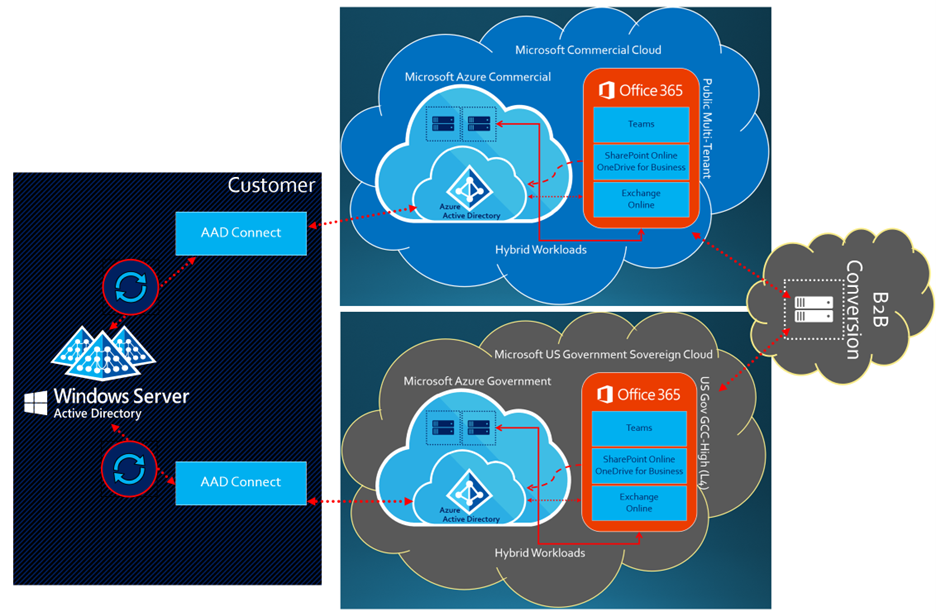 Customer
AAD Connect
Windows Server
Active Directory
AAD Connect
Microsoft Commercial Cloud
Microsoft Azure Commercial
Office 365
Teams
SharePoint Online
OneDrive for Business
Exchange
Online
Public Multi-Tenant
Azure
Active Directory
Hybrid Workloads
Microsoft US Government Sovereign Cloud
Microsoft Azure Government
Office 365
Teams
SharePoint Online
OneDrive for Business
Exchange
Online
US Gov GCC-High (L4)
Azure
Active Directory
Hybrid Workloads
B2B
Conversion